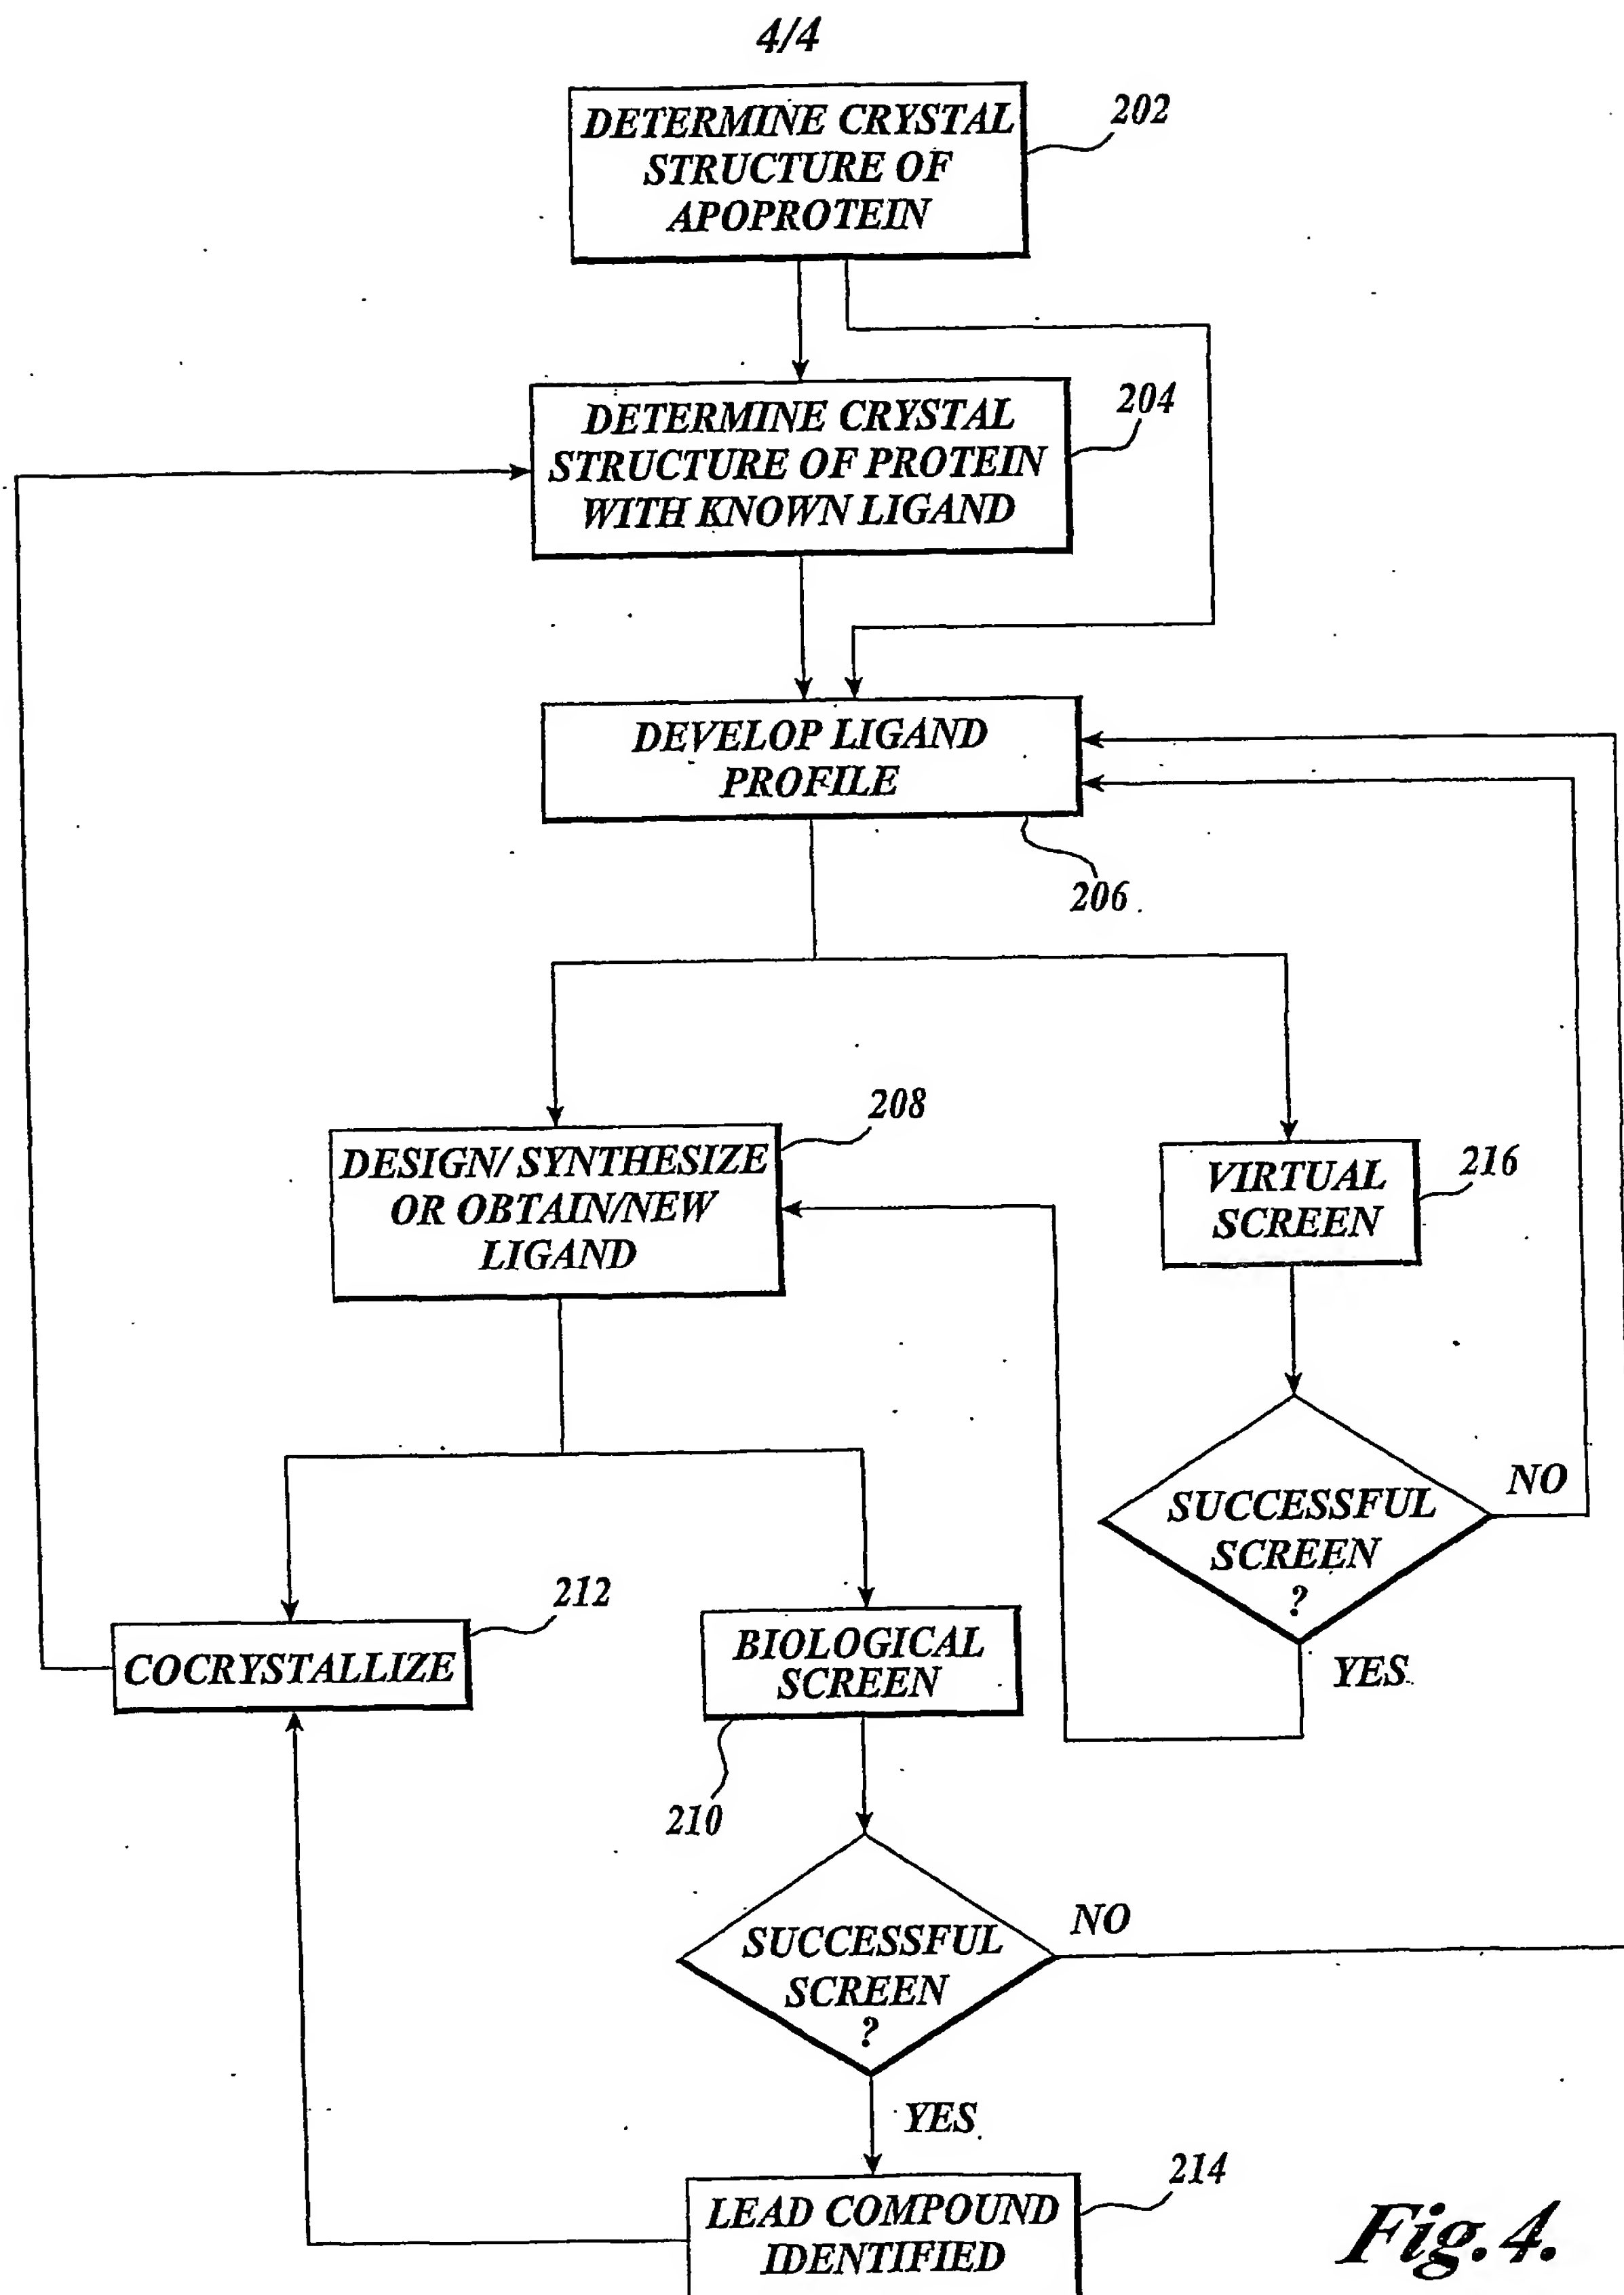 4/4
DETERMINE CRYSTAL
STRUCTURE OF
APOPROTEIN
202
DETERMINE CRYSTAL
STRUCTURE OF PROTEIN
WITH KNOWN LIGAND
204
DEVELOP LIGAND
PROFILE
206
DESIGN/ SYNTHESIZE
OR OBTAIN/NEW
LIGAND
208
VIRTUAL
SCREEN
216
SUCCESSFUL
SCREEN
?
NO
YES
COCRYSTALLIZE
212
BIOLOGICAL
SCREEN
210
SUCCESSFUL
SCREEN
?
NO
YES
LEAD COMPOUND
IDENTIFIED
214
Fig. 4.